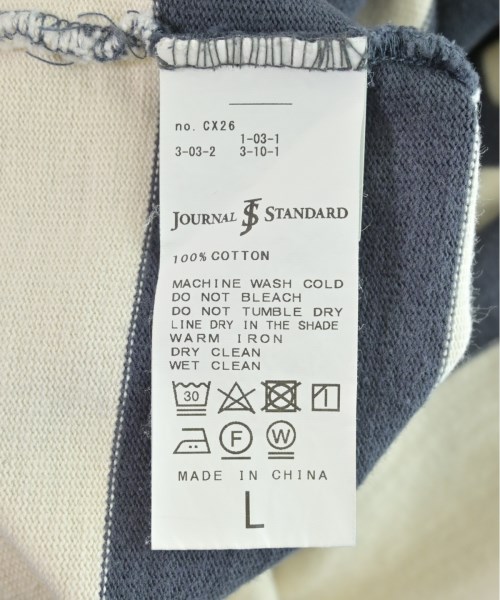 no. CX26
1-03-1
3-03-2 3-10-1
JOURNAL JS STANDARD
100% COTTON
MACHINE WASH COLD
DO NOT BLEACH
DO NOT TUMBLE DRY
LINE DRY IN THE SHADE
WARM IRON
DRY CLEAN
WET CLEAN
30
F W
MADE IN CHINA
L